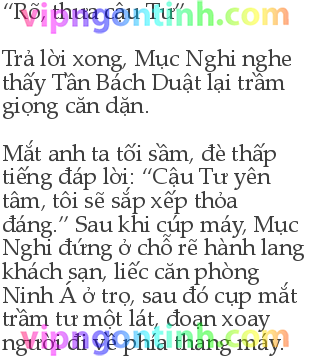 “Rõ, thưa cậu Tư”
vipngontinh.com
Trả lời xong, Mục Nghi nghe
thấy Tần Bách Duật lại trầm
giọng căn dặn.
Mắt anh ta tối sầm, đè thấp
tiếng đáp lời: “Cậu Tư yên
tâm, tôi sẽ sắp xếp thỏa
đáng.” Sau khi cúp máy, Mục
Nghi đứng ở chỗ rẽ hành lang
khách sạn, liếc căn phòng
Ninh Á ở trọ, sau đó cụp mắt
trầm tư một lát, đoạn xoay
người đi về phía thang máy.
vipngontinh.com